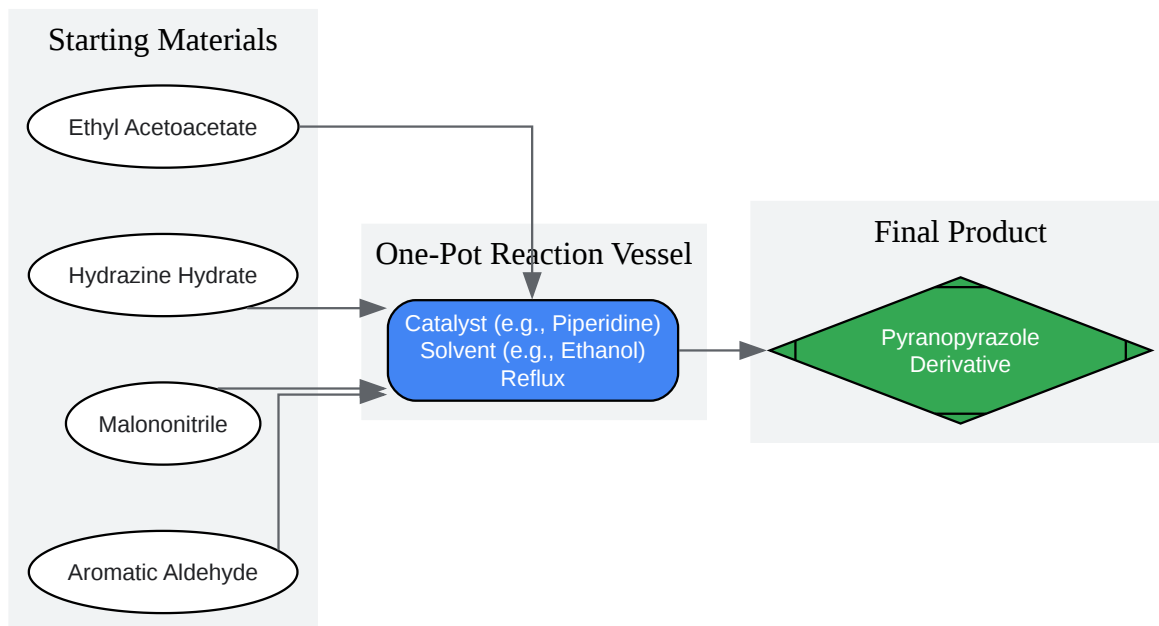 Starting Materials
Ethyl Acetoacetate
Hydrazine Hydrate
Malononitrile
Aromatic Aldehyde
One-Pot Reaction Vessel
Catalyst (e.g., Piperidine)
Solvent (e.g., Ethanol)
Reflux
Final Product
Pyranopyrazole
Derivative